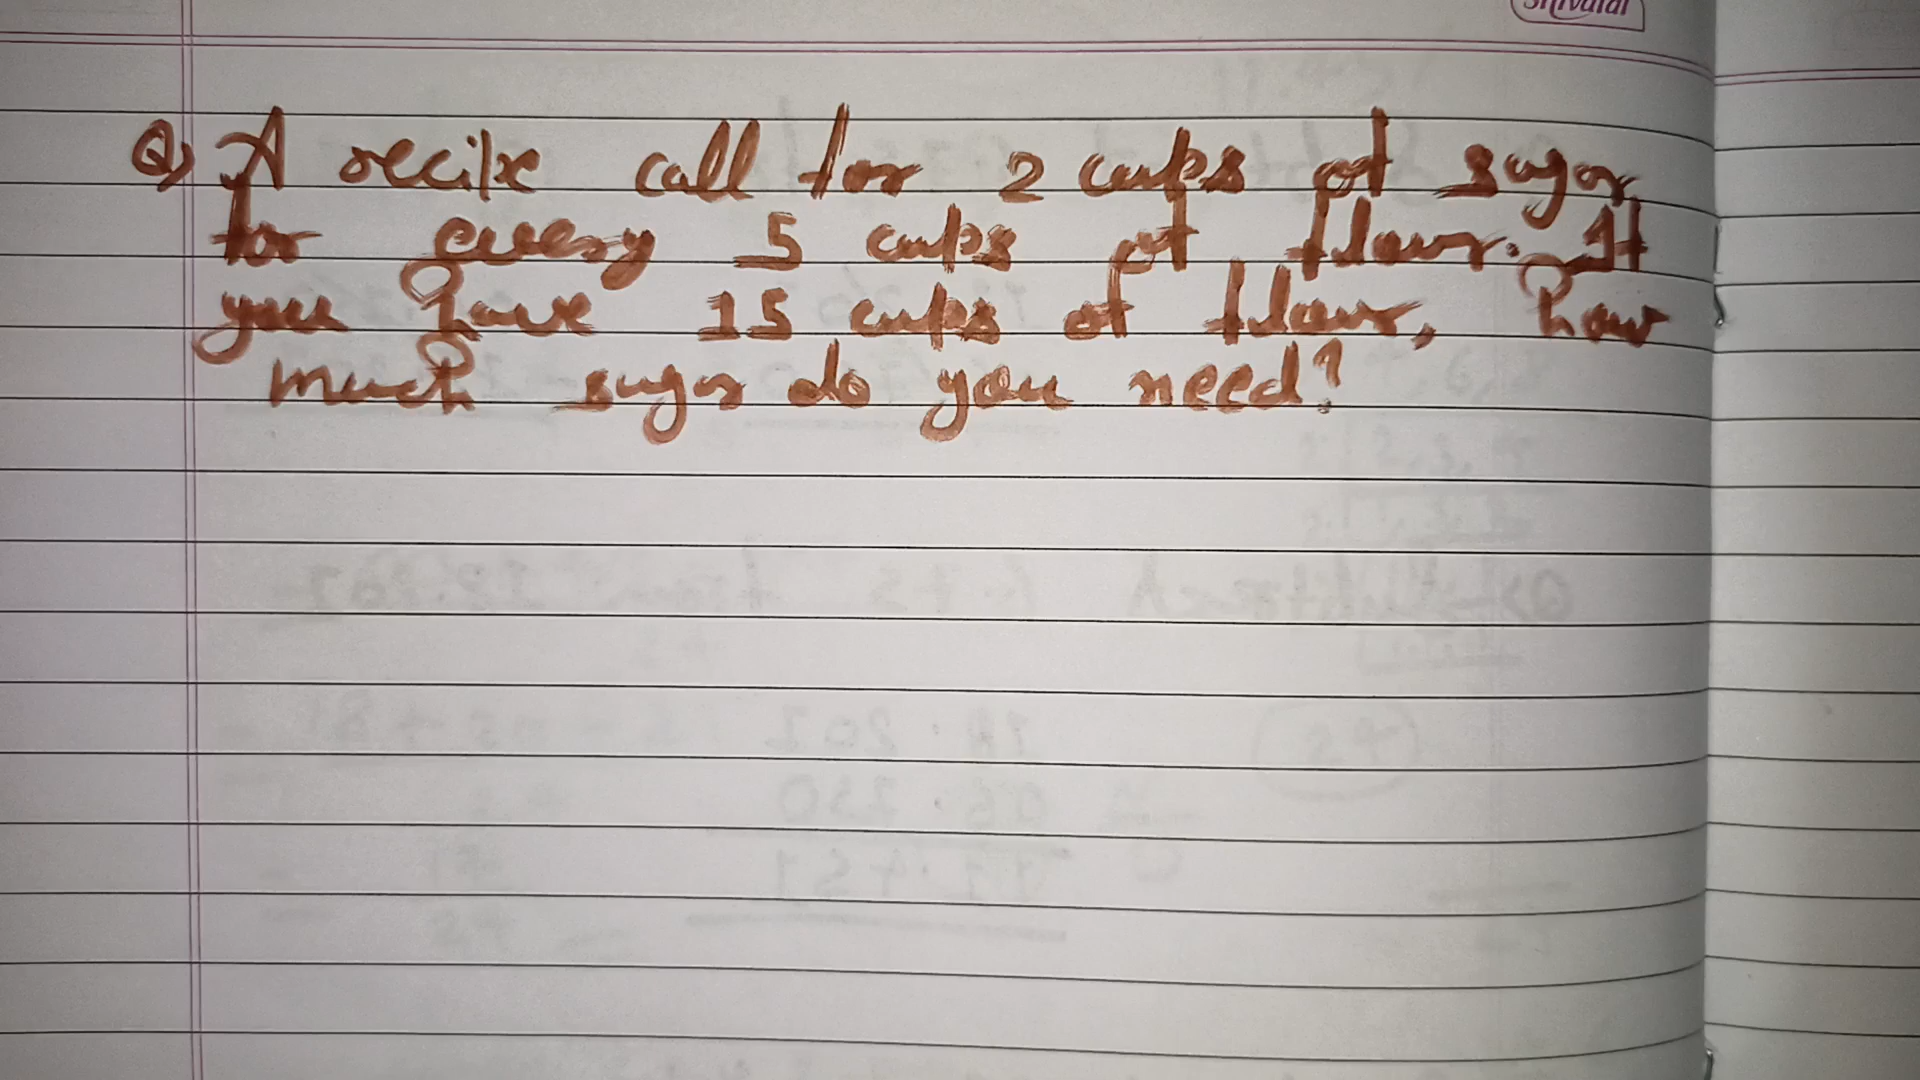 Shivalal
Q) A recipe call for 2 cups of sugar
for every 5 cups of flour. If
you have 15 cups of flour, how
much sugar do you need?